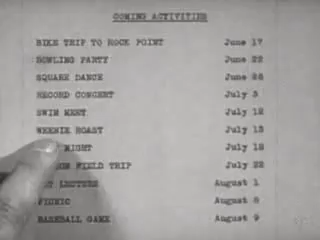 COMING ACTIVITIES
BIKE TRIP TO ROCK POINT June 17
BOWLING PARTY June 22
SQUARE DANCE June 28
RECORD CONCERT July 3
SWIM MEET July 12
WEENIE ROAST July 13
NIGHT July 18
FIELD TRIP July 22
LECTURE August 1
PICNIC August 8
BASEBALL GAME August 9